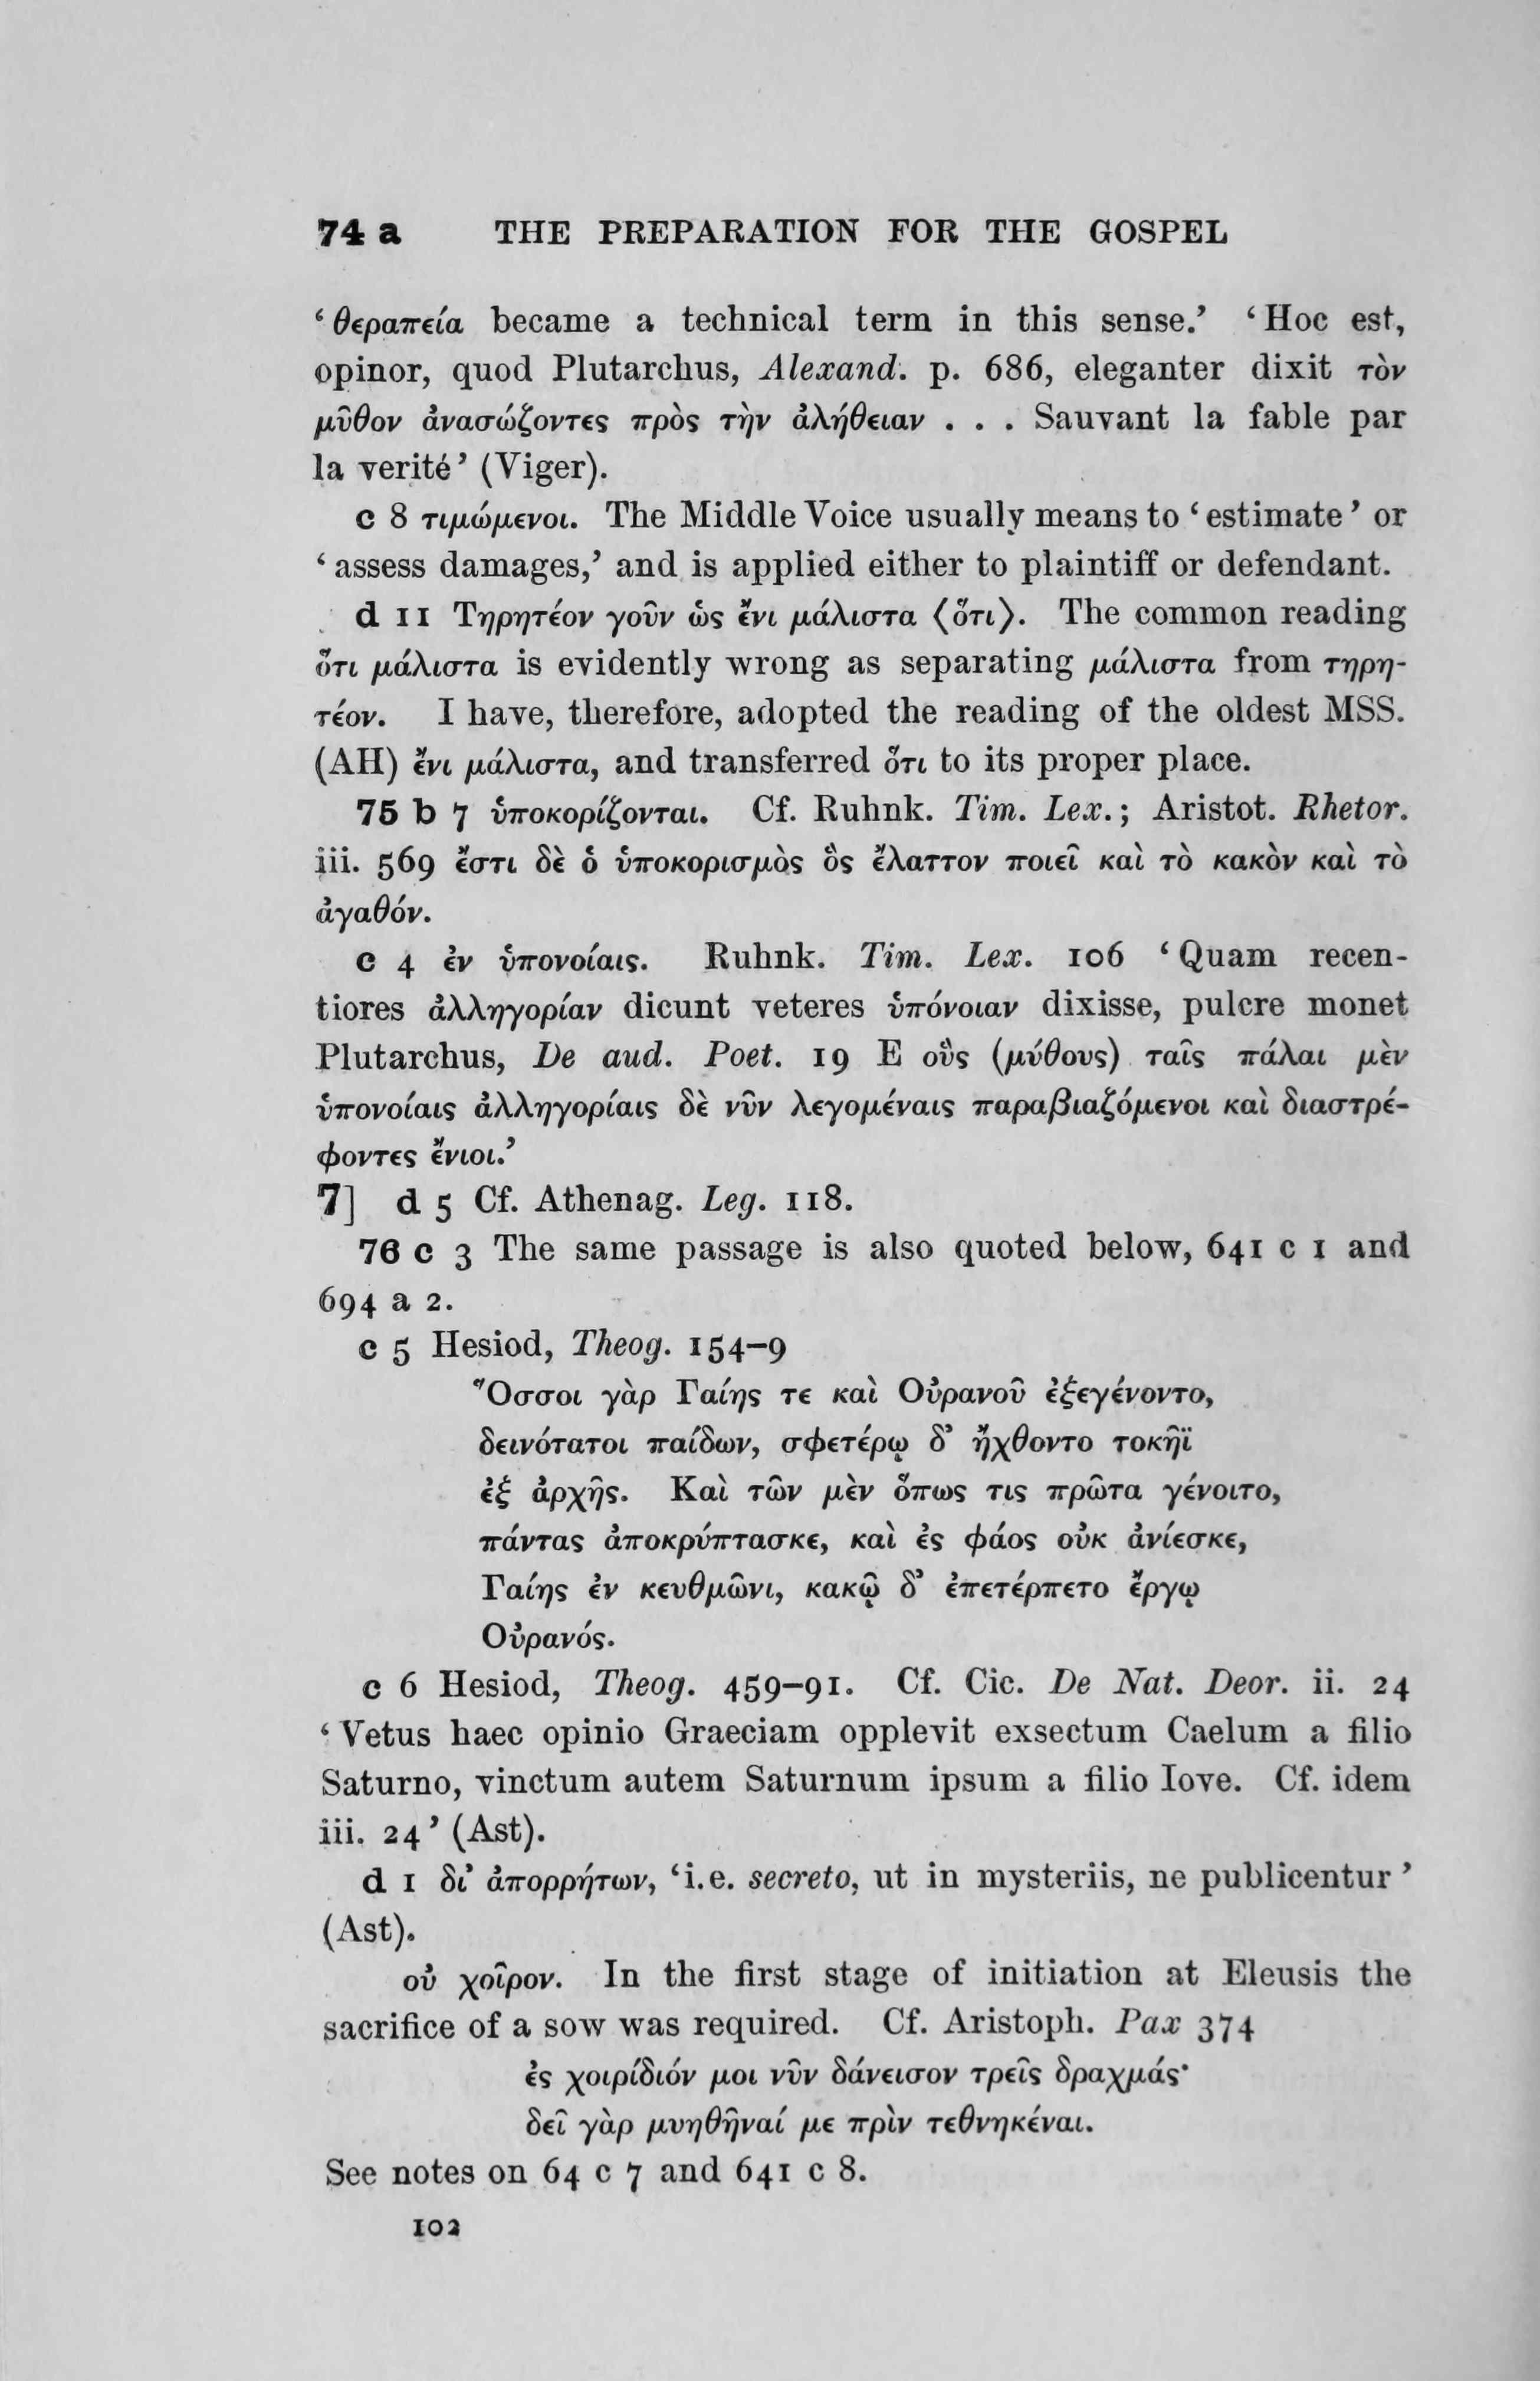 74 a THE PREPARATION FOR THE GOSPEL
‘ θεραπεία became a technical term in this sense.’ ‘ Hoc est,
opinor, quod Plutarchus, Alexand. p. 686, eleganter dixit τὸν
μῦθον ἀνασώζοντες πρὸς τὴν ἀλήθειαν . . . Sauvant la fable par
la verité’ (Viger).
c 8 τιμώμενοι. The Middle Voice usually means to ‘ estimate ’ or
‘ assess damages,’ and is applied either to plaintiff or defendant.
d 11 Τηρητέον γοῦν ὡς ἔνι μάλιστα ⟨ὅτι⟩. The common reading
ὅτι μάλιστα is evidently wrong as separating μάλιστα from τηρη-
τέον. I have, therefore, adopted the reading of the oldest MSS.
(AH) ἔνι μάλιστα, and transferred ὅτι to its proper place.
75 b 7 ὑποκορίζονται. Cf. Ruhnk. Tim. Lex.; Aristot. Rhetor.
iii. 569 ἔστι δὲ ὁ ὑποκορισμὸς ὃς ἔλαττον ποιεῖ καὶ τὸ κακὸν καὶ τὸ
ἀγαθόν.
c 4 ἐν ὑπονοίαις. Ruhnk. Tim. Lex. 106 ‘ Quam recen-
tiores ἀλληγορίαν dicunt veteres ὑπόνοιαν dixisse, pulcre monet
Plutarchus, De aud. Poet. 19 E οὓς (μύθους) ταῖς πάλαι μὲν
ὑπονοίαις ἀλληγορίαις δὲ νῦν λεγομέναις παραβιαζόμενοι καὶ διαστρέ-
φοντες ἔνιοι.’
7] d 5 Cf. Athenag. Leg. 118.
76 c 3 The same passage is also quoted below, 641 c 1 and
694 a 2.
c 5 Hesiod, Theog. 154–9
Ὅσσοι γὰρ Γαίης τε καὶ Οὐρανοῦ ἐξεγένοντο,
δεινότατοι παίδων, σφετέρῳ δ’ ἤχθοντο τοκῆϊ
ἐξ ἀρχῆς. Καὶ τῶν μὲν ὅπως τις πρῶτα γένοιτο,
πάντας ἀποκρύπτασκε, καὶ ἐς φάος οὐκ ἀνίεσκε,
Γαίης ἐν κευθμῶνι, κακῷ δ’ ἐπετέρπετο ἔργῳ
Οὐρανός.
c 6 Hesiod, Theog. 459–91. Cf. Cic. De Nat. Deor. ii. 24
‘ Vetus haec opinio Graeciam opplevit exsectum Caelum a filio
Saturno, vinctum autem Saturnum ipsum a filio Iove. Cf. idem
iii. 24 ’ (Ast).
d 1 δι’ ἀπορρήτων, ‘i.e. secreto, ut in mysteriis, ne publicentur ’
(Ast).
οὐ χοῖρον. In the first stage of initiation at Eleusis the
sacrifice of a sow was required. Cf. Aristoph. Pax 374
ἐς χοιρίδιόν μοι νῦν δάνεισον τρεῖς δραχμάς·
δεῖ γὰρ μυηθῆναί με πρὶν τεθνηκέναι.
See notes on 64 c 7 and 641 c 8.
102